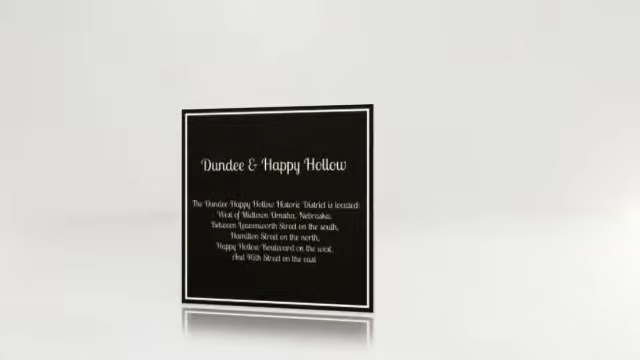 Dundee & Happy Hollow
The Dundee-Happy Hollow Historic District is located:
West of Midtown Omaha, Nebraska,
Between Leavenworth Street on the south,
Hamilton Street on the north,
Happy Hollow Boulevard on the west,
And 46th Street on the east